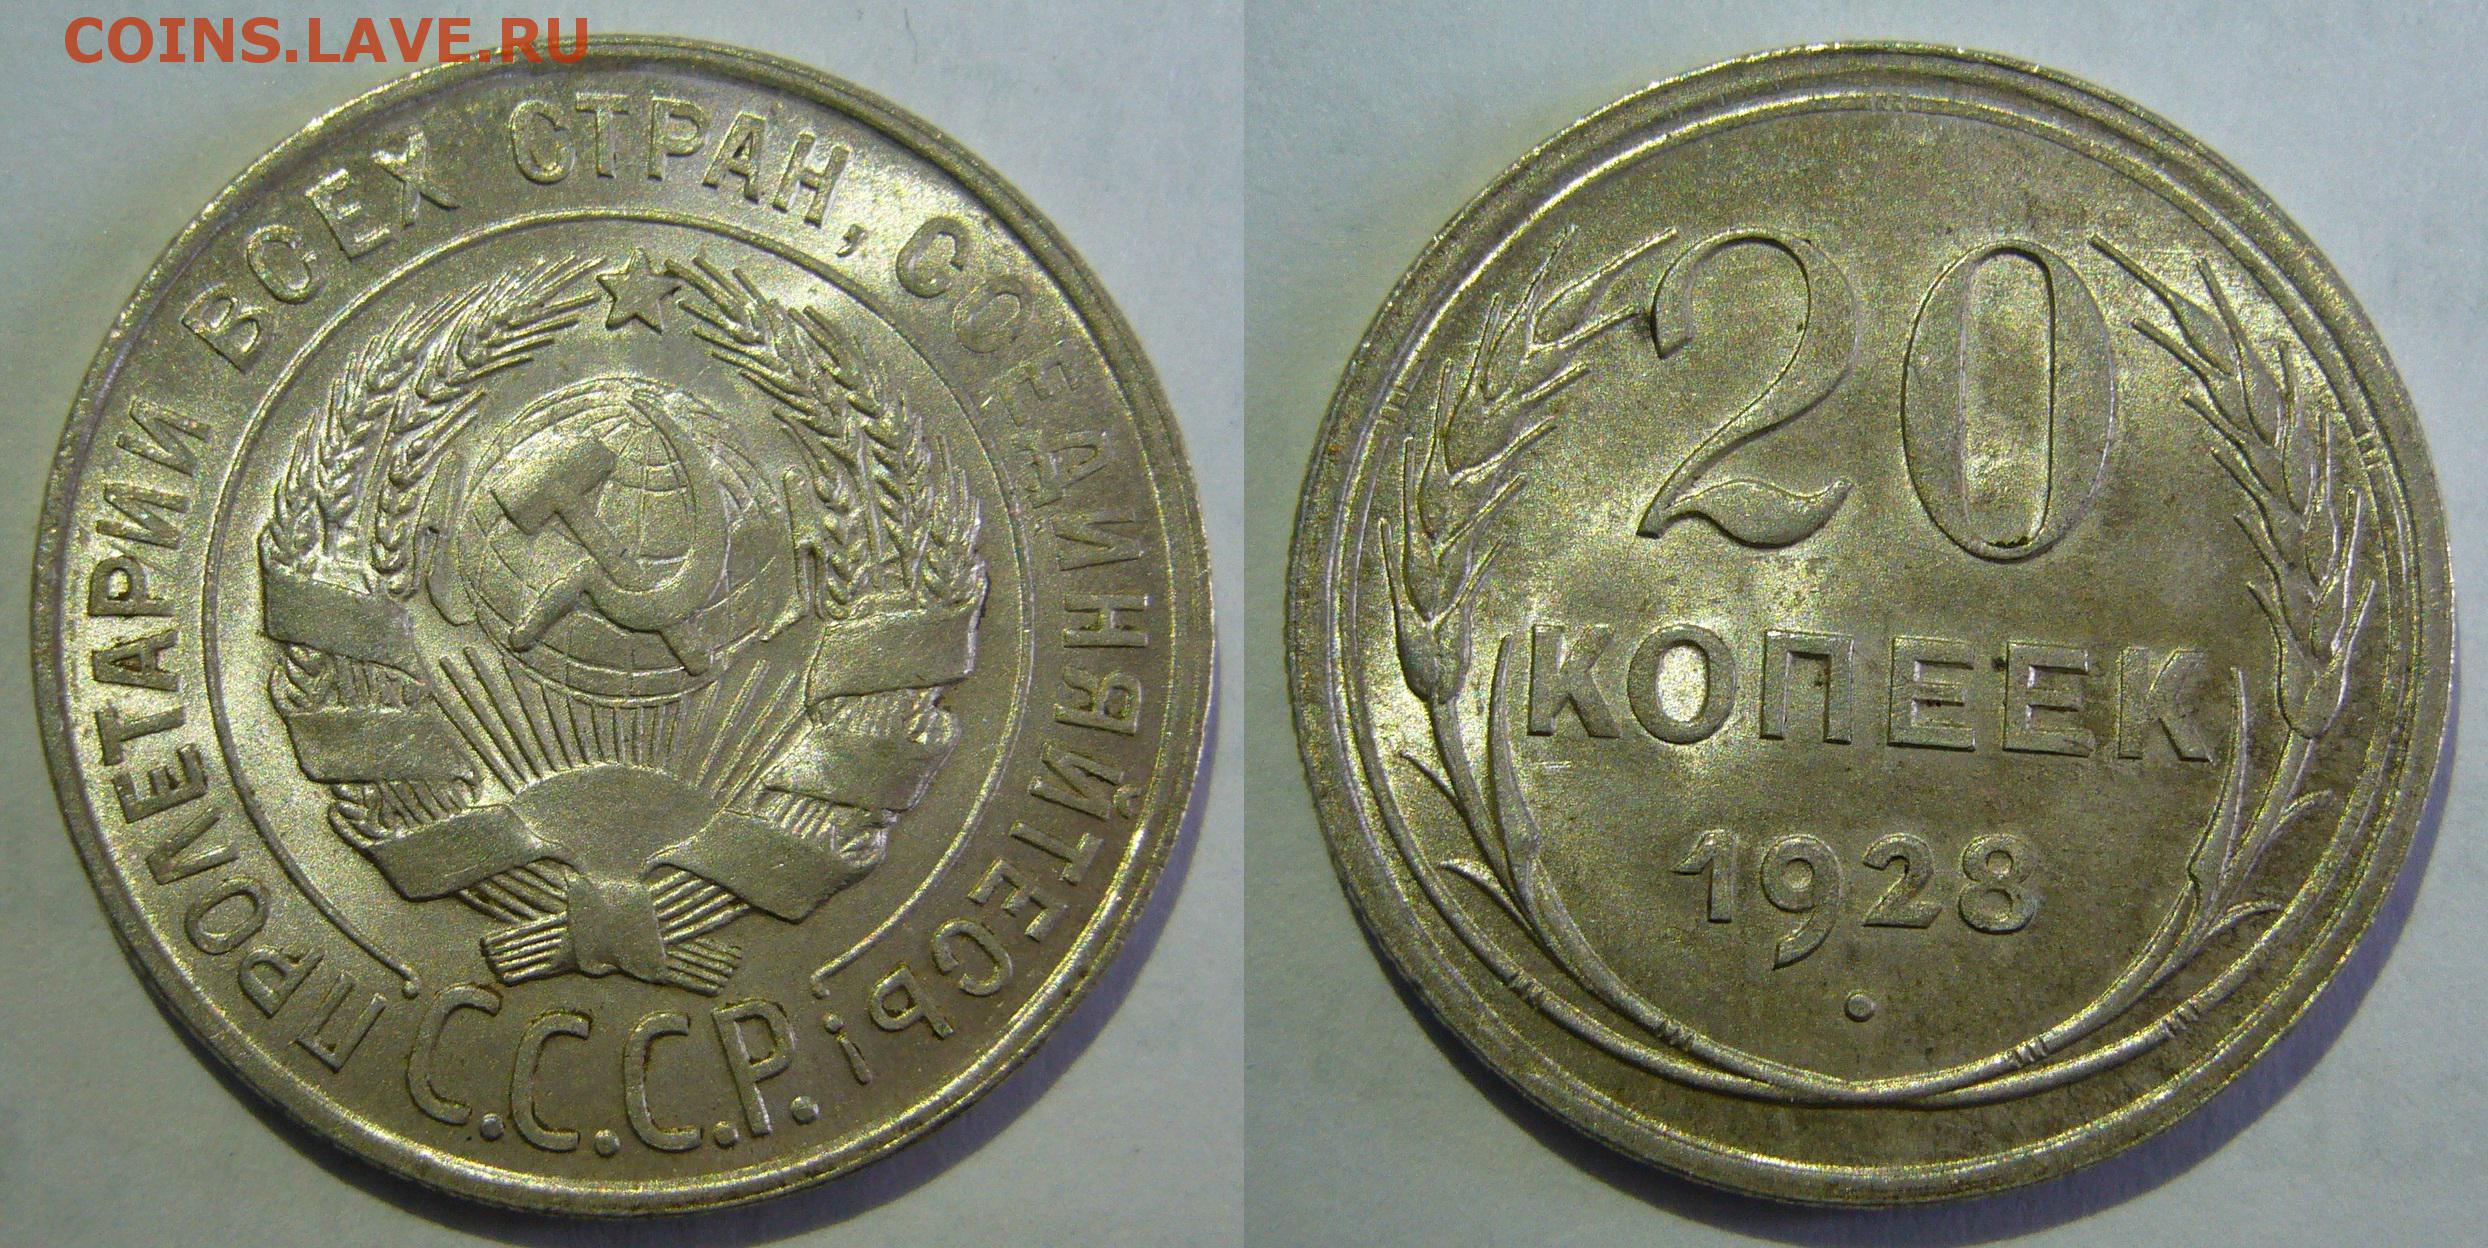 COINS.LAVE.RU
ПРОЛЕТАРИИ ВСЕХ СТРАН, СОЕДИНЯЙТЕСЬ!
С.С.С.Р.
20
КОПЕЕК
1928